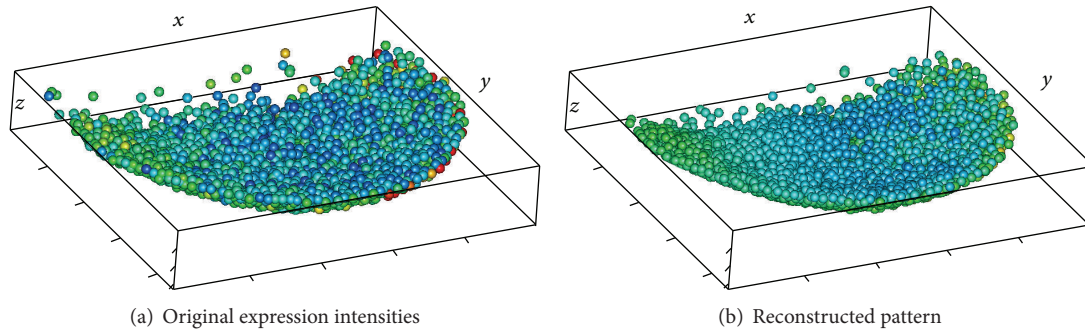 x
y
z
(a) Original expression intensities
x
y
z
(b) Reconstructed pattern